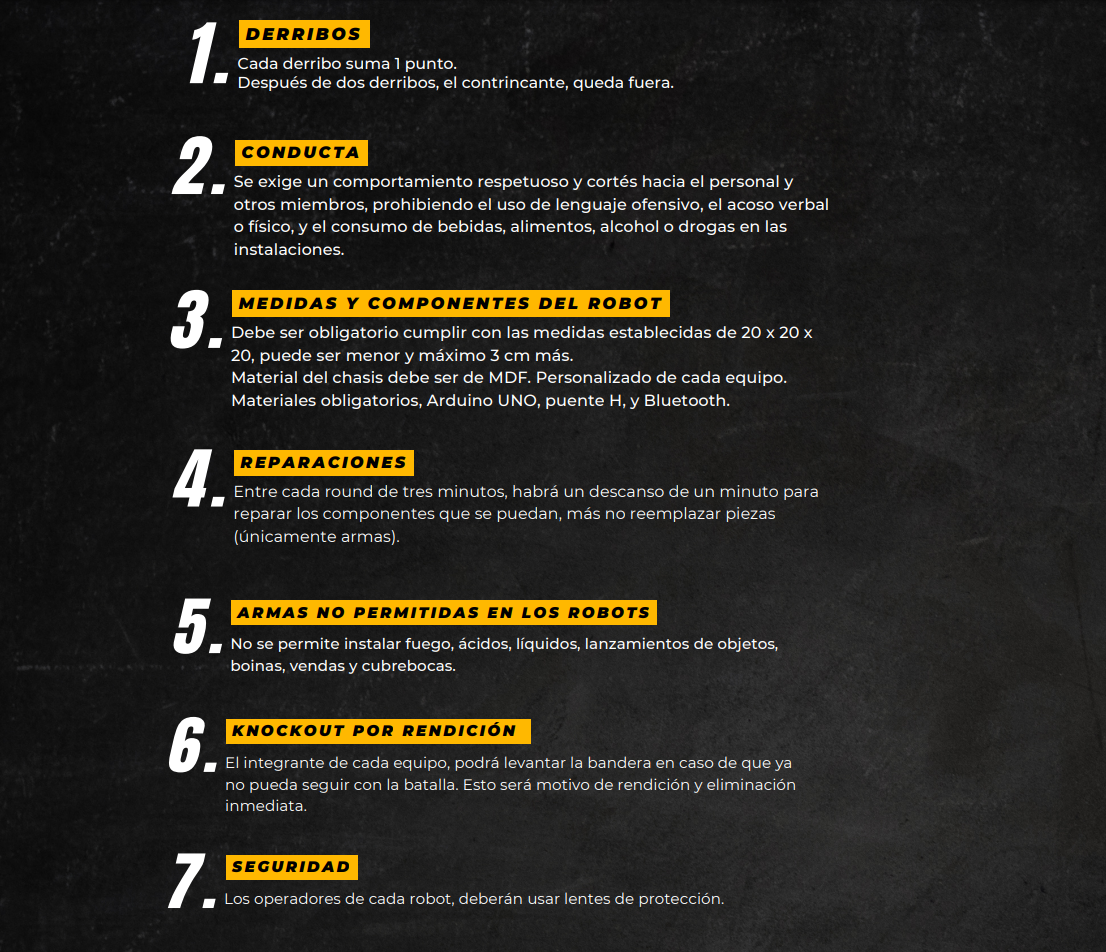 1. DERRIBOS
Cada derribo suma 1 punto.
Después de dos derribos, el contrincante, queda fuera.
2. CONDUCTA
Se exige un comportamiento respetuoso y cortés hacia el personal y
otros miembros, prohibiendo el uso de lenguaje ofensivo, el acoso verbal
o físico, y el consumo de bebidas, alimentos, alcohol o drogas en las
instalaciones.
3. MEDIDAS Y COMPONENTES DEL ROBOT
Debe ser obligatorio cumplir con las medidas establecidas de 20 x 20 x
20, puede ser menor y máximo 3 cm más.
Material del chasis debe ser de MDF. Personalizado de cada equipo.
Materiales obligatorios, Arduino UNO, puente H, y Bluetooth.
4. REPARACIONES
Entre cada round de tres minutos, habrá un descanso de un minuto para
reparar los componentes que se puedan, más no reemplazar piezas
(únicamente armas).
5. ARMAS NO PERMITIDAS EN LOS ROBOTS
No se permite instalar fuego, ácidos, líquidos, lanzamientos de objetos,
boinas, vendas y cubrebocas.
6. KNOCKOUT POR RENDICIÓN
El integrante de cada equipo, podrá levantar la bandera en caso de que ya
no pueda seguir con la batalla. Esto será motivo de rendición y eliminación
inmediata.
7. SEGURIDAD
Los operadores de cada robot, deberán usar lentes de protección.